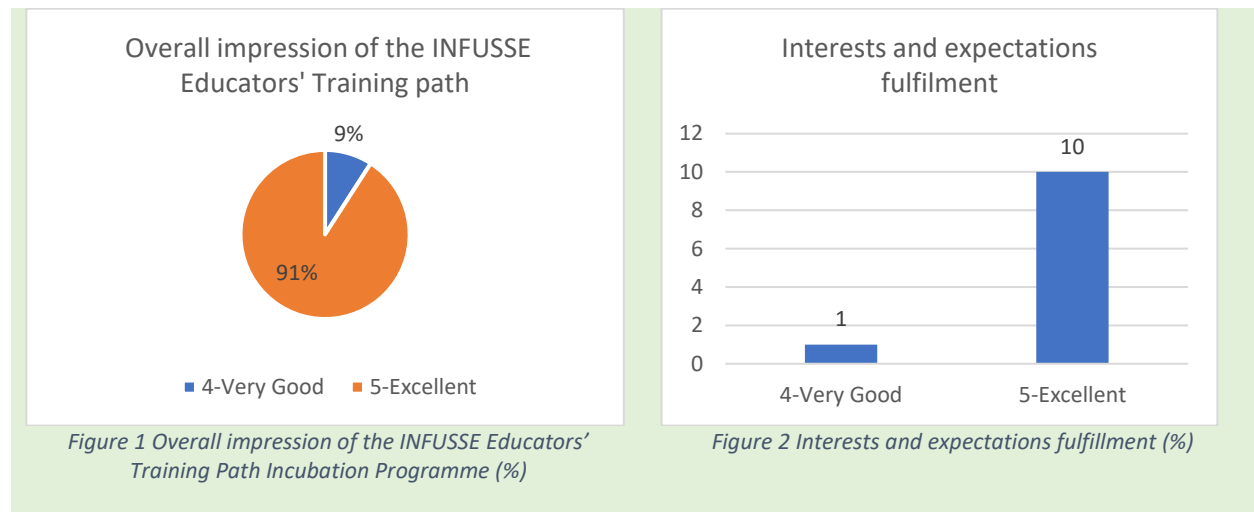 Overall impression of the INFUSSE
Educators' Training path
9%
91%
4-Very Good
5-Excellent
Figure 1 Overall impression of the INFUSSE Educators’
Training Path Incubation Programme (%)
Interests and expectations
fulfilment
12
10
8
6
4
2
0
1
10
4-Very Good
5-Excellent
Figure 2 Interests and expectations fulfillment (%)